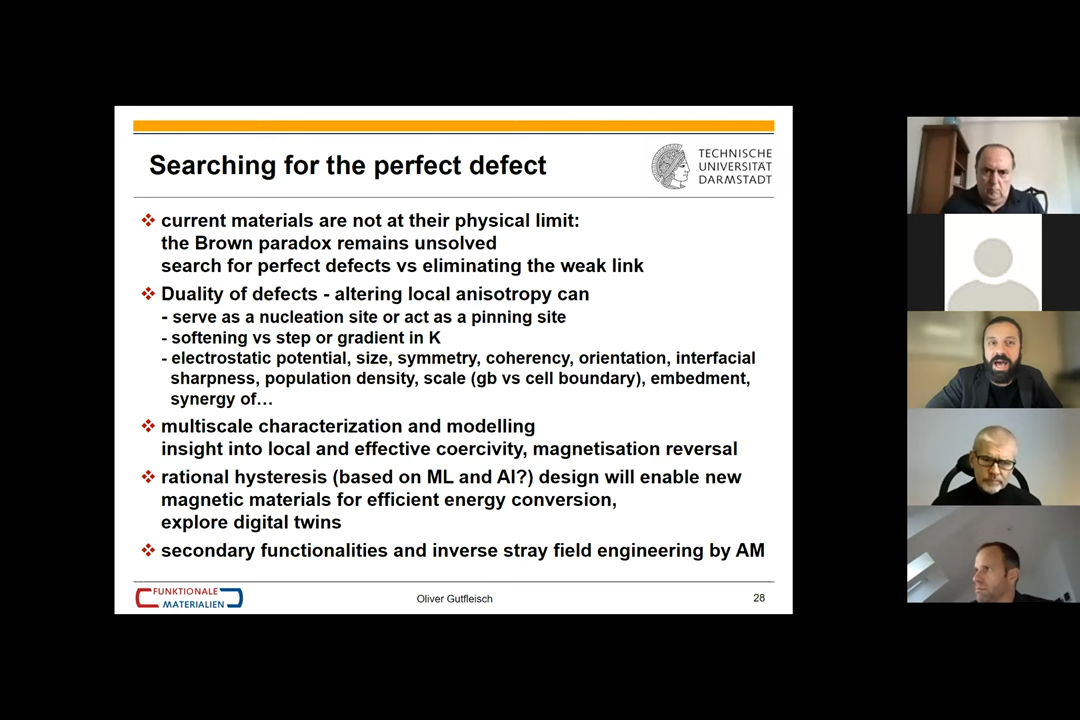 Searching for the perfect defect
TECHNISCHE
UNIVERSITÄT
DARMSTADT
❖ current materials are not at their physical limit:
the Brown paradox remains unsolved
search for perfect defects vs eliminating the weak link
❖ Duality of defects - altering local anisotropy can
- serve as a nucleation site or act as a pinning site
- softening vs step or gradient in K
- electrostatic potential, size, symmetry, coherency, orientation, interfacial
sharpness, population density, scale (gb vs cell boundary), embedment,
synergy of…
❖ multiscale characterization and modelling
insight into local and effective coercivity, magnetisation reversal
❖ rational hysteresis (based on ML and AI?) design will enable new
magnetic materials for efficient energy conversion,
explore digital twins
❖ secondary functionalities and inverse stray field engineering by AM
FUNKTIONALE
MATERIALIEN
Oliver Gutfleisch
28